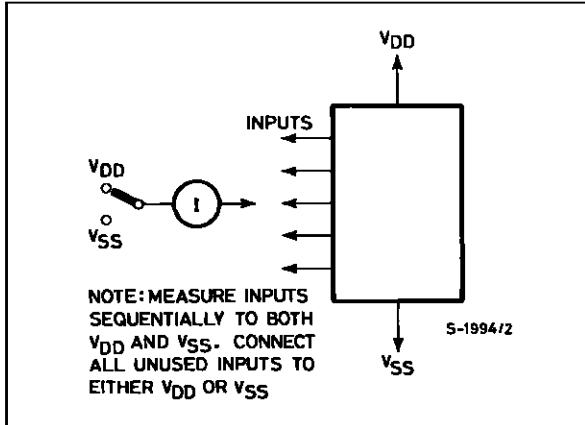 VDD
INPUTS
VDD
I
VSS
NOTE: MEASURE INPUTS
SEQUENTIALLY TO BOTH
VDD AND VSS. CONNECT
ALL UNUSED INPUTS TO
EITHER VDD OR VSS
S-1994/2
VSS